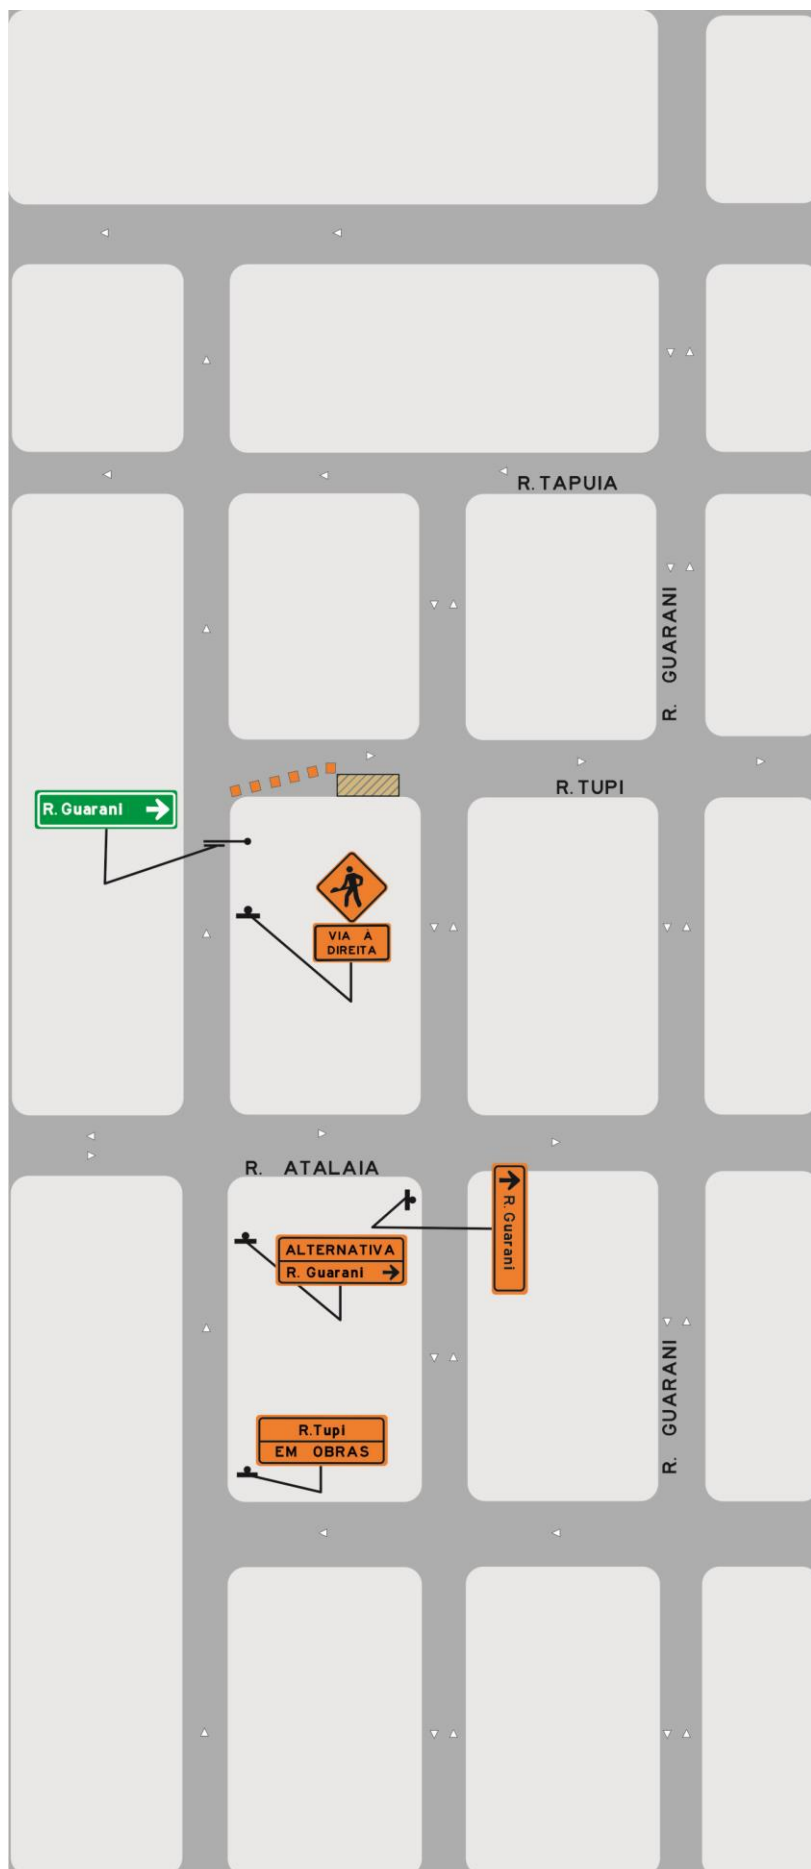 R. TAPUIA
R. GUARANI
R. TUPI
R. Guarani
VIA À
DIREITA
R. ATALAIA
R. Guarani
ALTERNATIVA
R. Guarani
R. GUARANI
R.Tupi
EM OBRAS